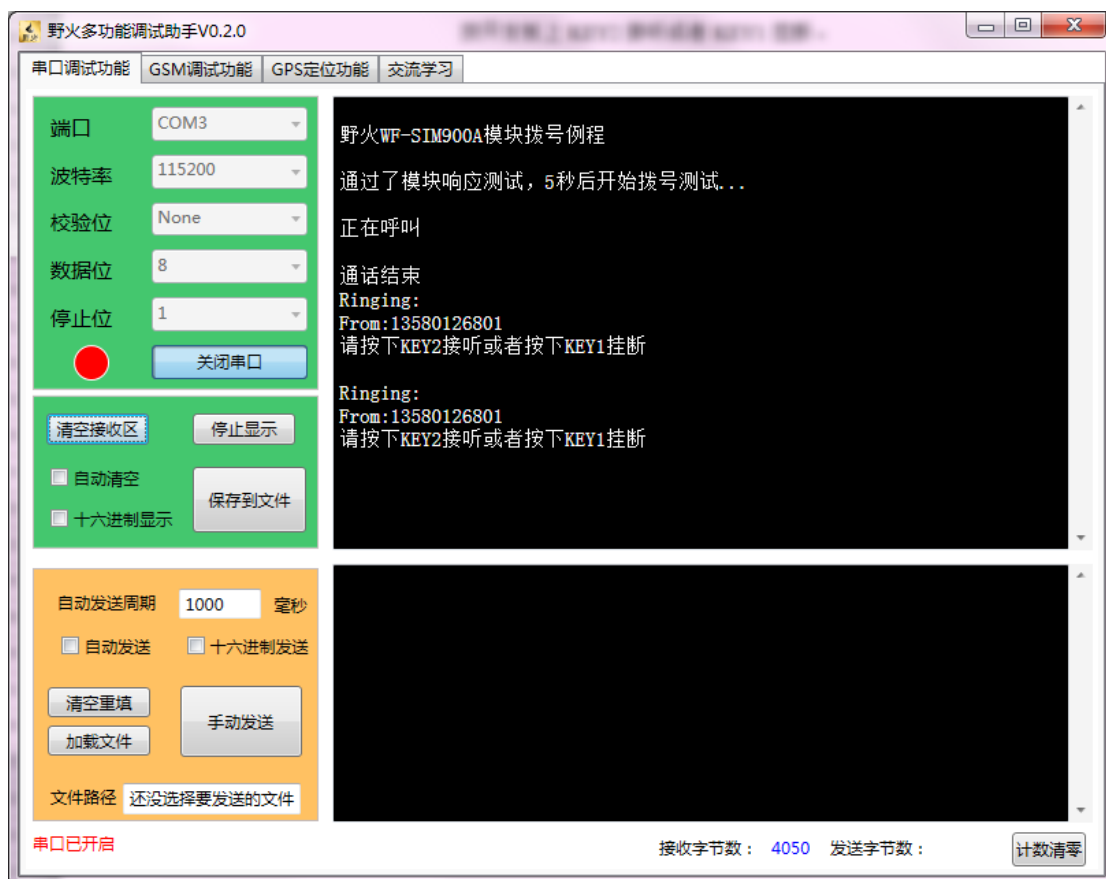 野火多功能调试助手V0.2.0
串口调试功能 GSM调试功能 GPS定位功能 交流学习
端口 COM3
波特率 115200
校验位 None
数据位 8
停止位 1
关闭串口
清空接收区 停止显示
自动清空
保存到文件
十六进制显示
野火WF-SIM900A模块拨号例程
通过了模块响应测试，5秒后开始拨号测试...
正在呼叫
通话结束
Ringing:
From:13580126801
请按下KEY2接听或者按下KEY1挂断
Ringing:
From:13580126801
请按下KEY2接听或者按下KEY1挂断
自动发送周期 1000 毫秒
自动发送 十六进制发送
清空重填
手动发送
加载文件
文件路径 还没选择要发送的文件
串口已开启
接收字节数： 4050 发送字节数：
计数清零